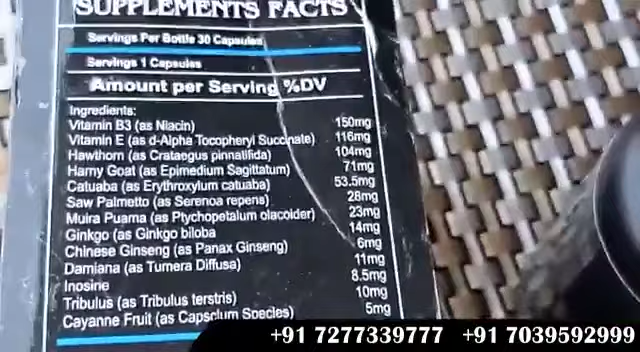 SUPPLEMENTS FACTS
Servings Per Bottle 30 Capsules
Servings 1 Capsules
Amount per Serving %DV
Ingredients:
Vitamin B3 (as Niacin) 150mg
Vitamin E (as d-Alpha Tocopheryl Succinate) 116mg
Hawthorn (as Crataegus pinnatifida) 104mg
Harny Goat (as Epimedium Sagittatum) 71mg
Catuaba (as Erythroxylum catuaba) 53.5mg
Saw Palmetto (as Serenoa repens) 28mg
Muira Puama (as Ptychopetalum olacoider) 23mg
Ginkgo (as Ginkgo biloba 14mg
Chinese Ginseng (as Panax Ginseng) 6mg
Damiana (as Tumera Diffusa) 11mg
Inosine 8.5mg
Tribulus (as Tribulus terstris) 10mg
Cayanne Fruit (as Capsclum Species) 5mg
+91 7277339777 +91 7039592999